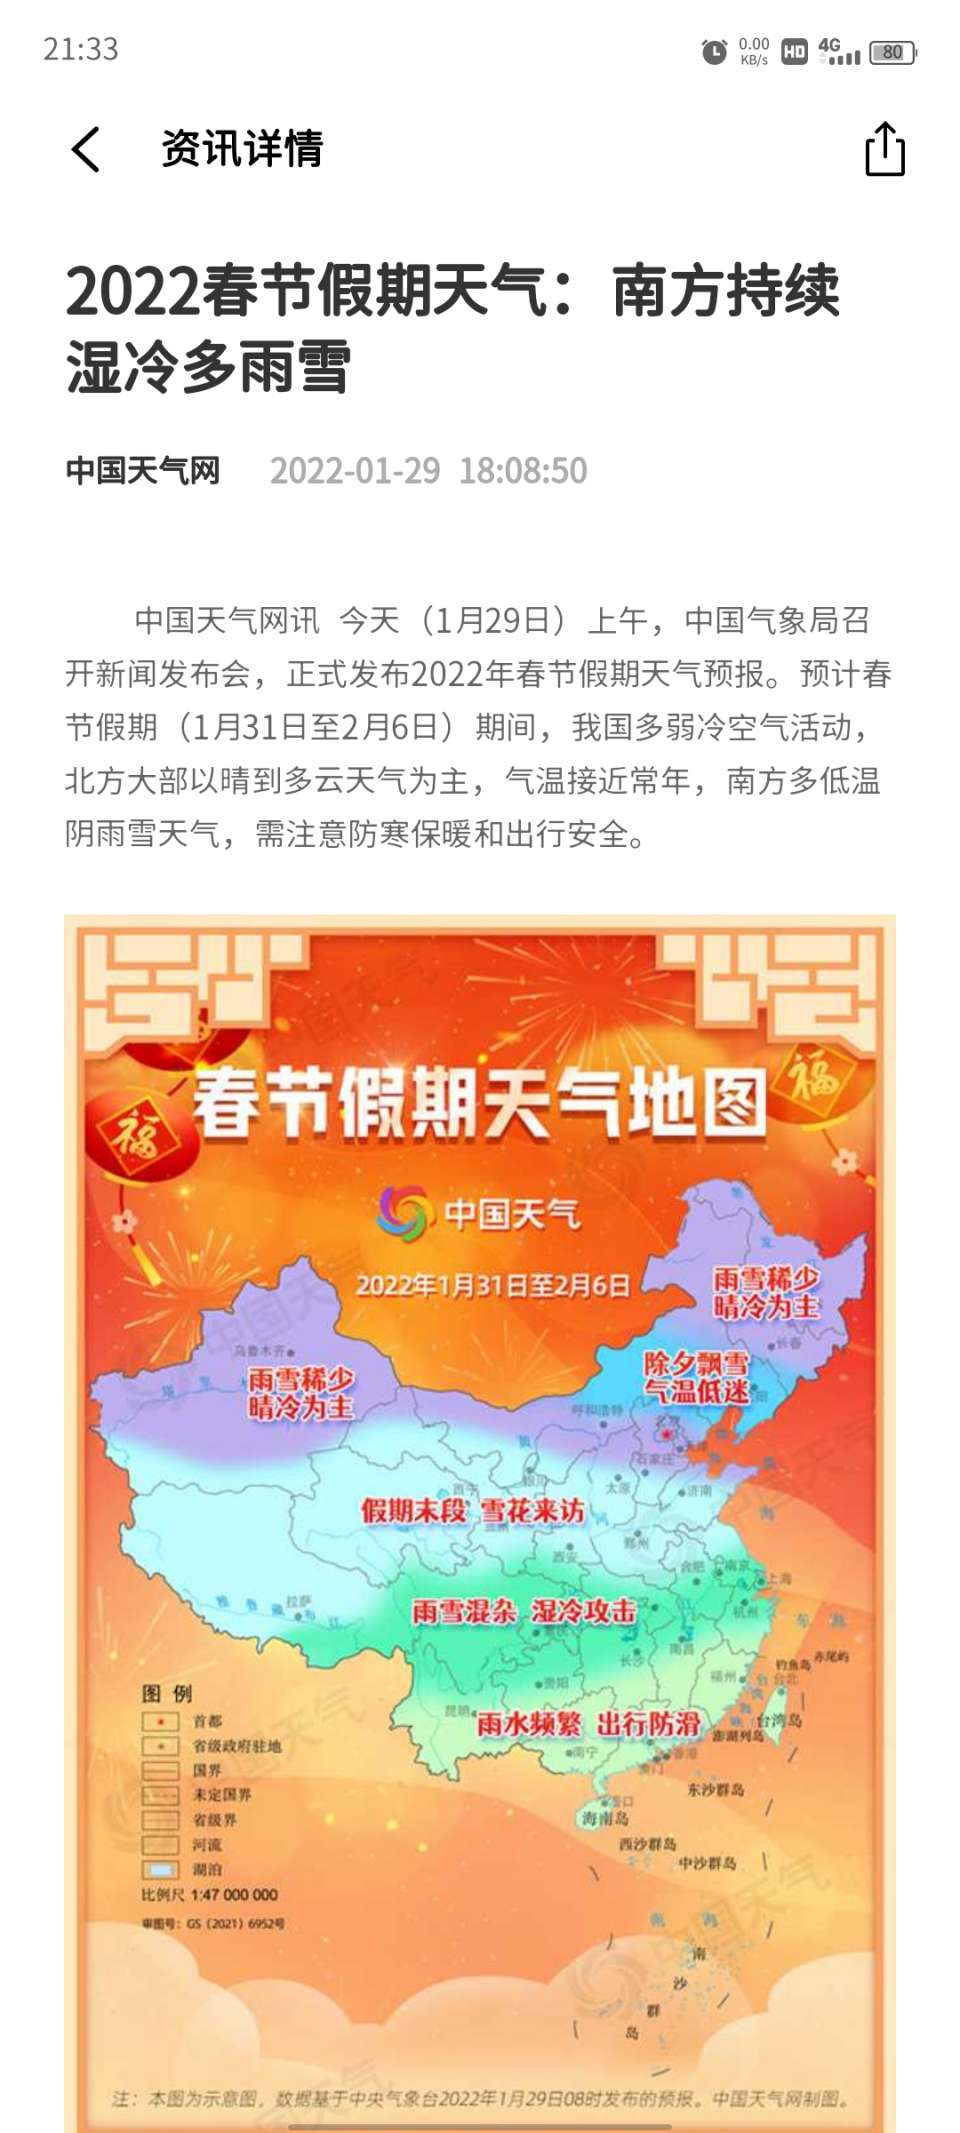 21:33
0.00
KB/s
HD
4G
80
资讯详情
2022春节假期天气：南方持续
湿冷多雨雪
中国天气网 2022-01-29 18:08:50
中国天气网讯 今天（1月29日）上午，中国气象局召
开新闻发布会，正式发布2022年春节假期天气预报。预计春
节假期（1月31日至2月6日）期间，我国多弱冷空气活动，
北方大部以晴到多云天气为主，气温接近常年，南方多低温
阴雨雪天气，需注意防寒保暖和出行安全。
福
福
春节假期天气地图
中国天气
2022年1月31日至2月6日
雨雪稀少
晴冷为主
长春
除夕飘雪
气温低迷
乌鲁木齐
雨雪稀少
晴冷为主
呼和浩特
北京
天津
石家庄
银川
太原
济南
西宁
假期末段 雪花来访
郑州
西安
合肥
南京
上海
拉萨
雨雪混杂 湿冷攻击
杭州
南昌
长沙
东海
钓鱼岛
赤尾屿
贵阳
福州
台北
昆明
雨水频繁 出行防滑
台湾岛
澎湖列岛
南宁
香港
澳门
东沙群岛
海口
海南岛
西沙群岛
中沙群岛
南海
南
沙
群
岛
图 例
首都
省级政府驻地
国界
未定国界
省级界
河流
湖泊
比例尺 1:47 000 000
审图号：GS（2021）6952号
注：本图为示意图，数据基于中央气象台2022年1月29日08时发布的预报。中国天气网制图。